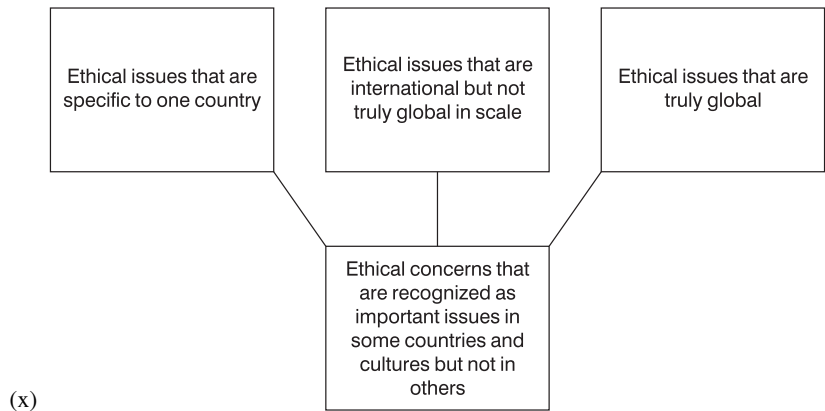 Ethical issues that are
specific to one country
Ethical issues that are
international but not
truly global in scale
Ethical issues that are
truly global
Ethical concerns that
are recognized as
important issues in
some countries and
cultures but not in
others
(x)